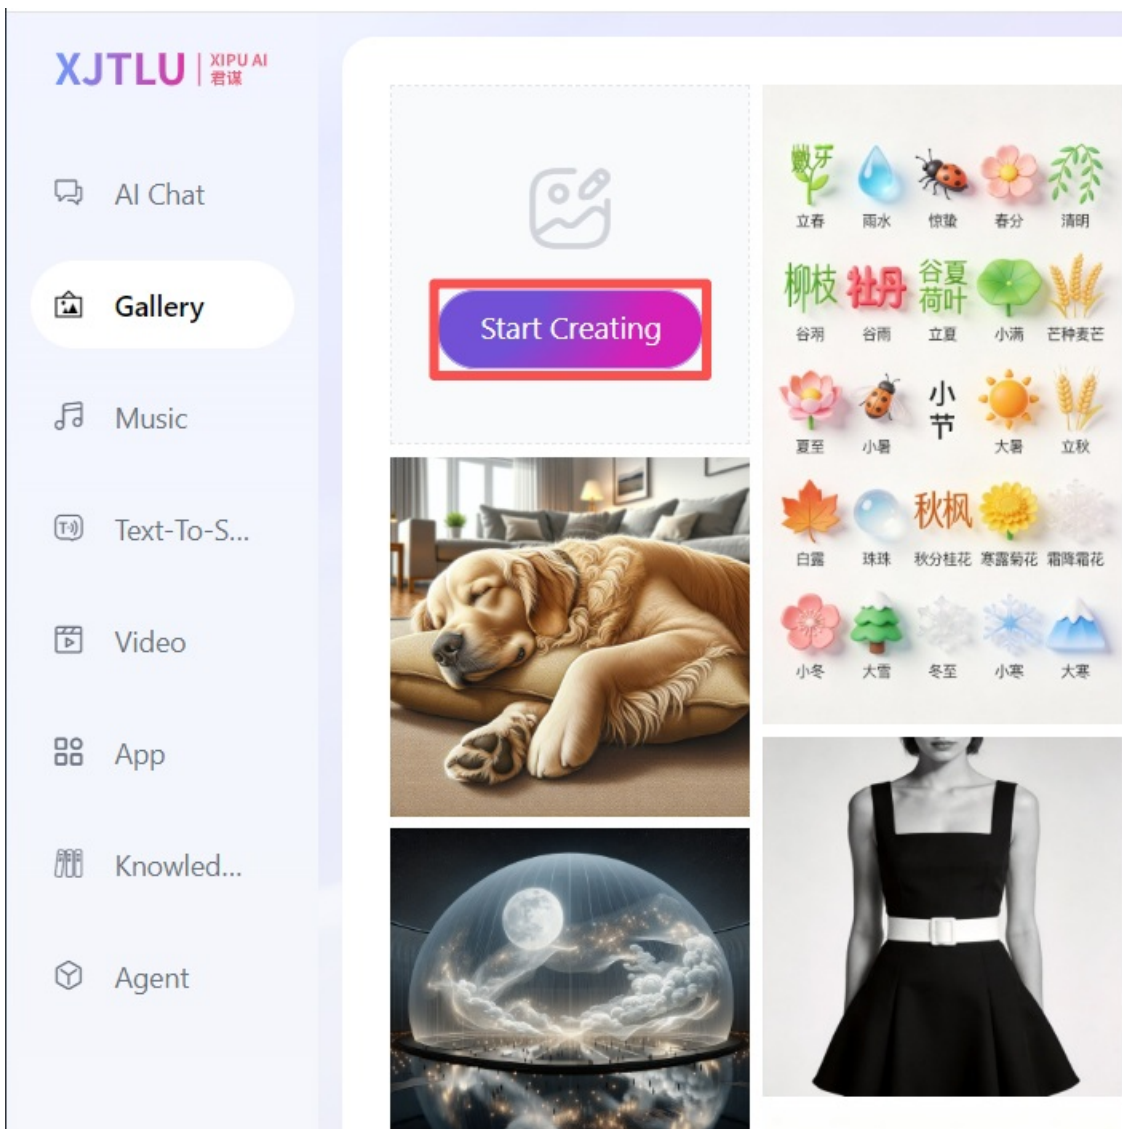 XJTLU
XIPU AI
君谋
AI Chat
Gallery
Music
Text-To-S...
Video
App
Knowled...
Agent
Start Creating
嫩牙
立春 雨水 惊蛰 春分 清明
柳枝 牡丹 谷夏
荷叶
谷雨 立夏 小满 芒种麦芒
小
节
夏至 小暑 大暑 立秋
秋枫
白露 珠珠 秋分桂花 寒露菊花 霜降霜花
小冬 大雪 冬至 小寒 大寒